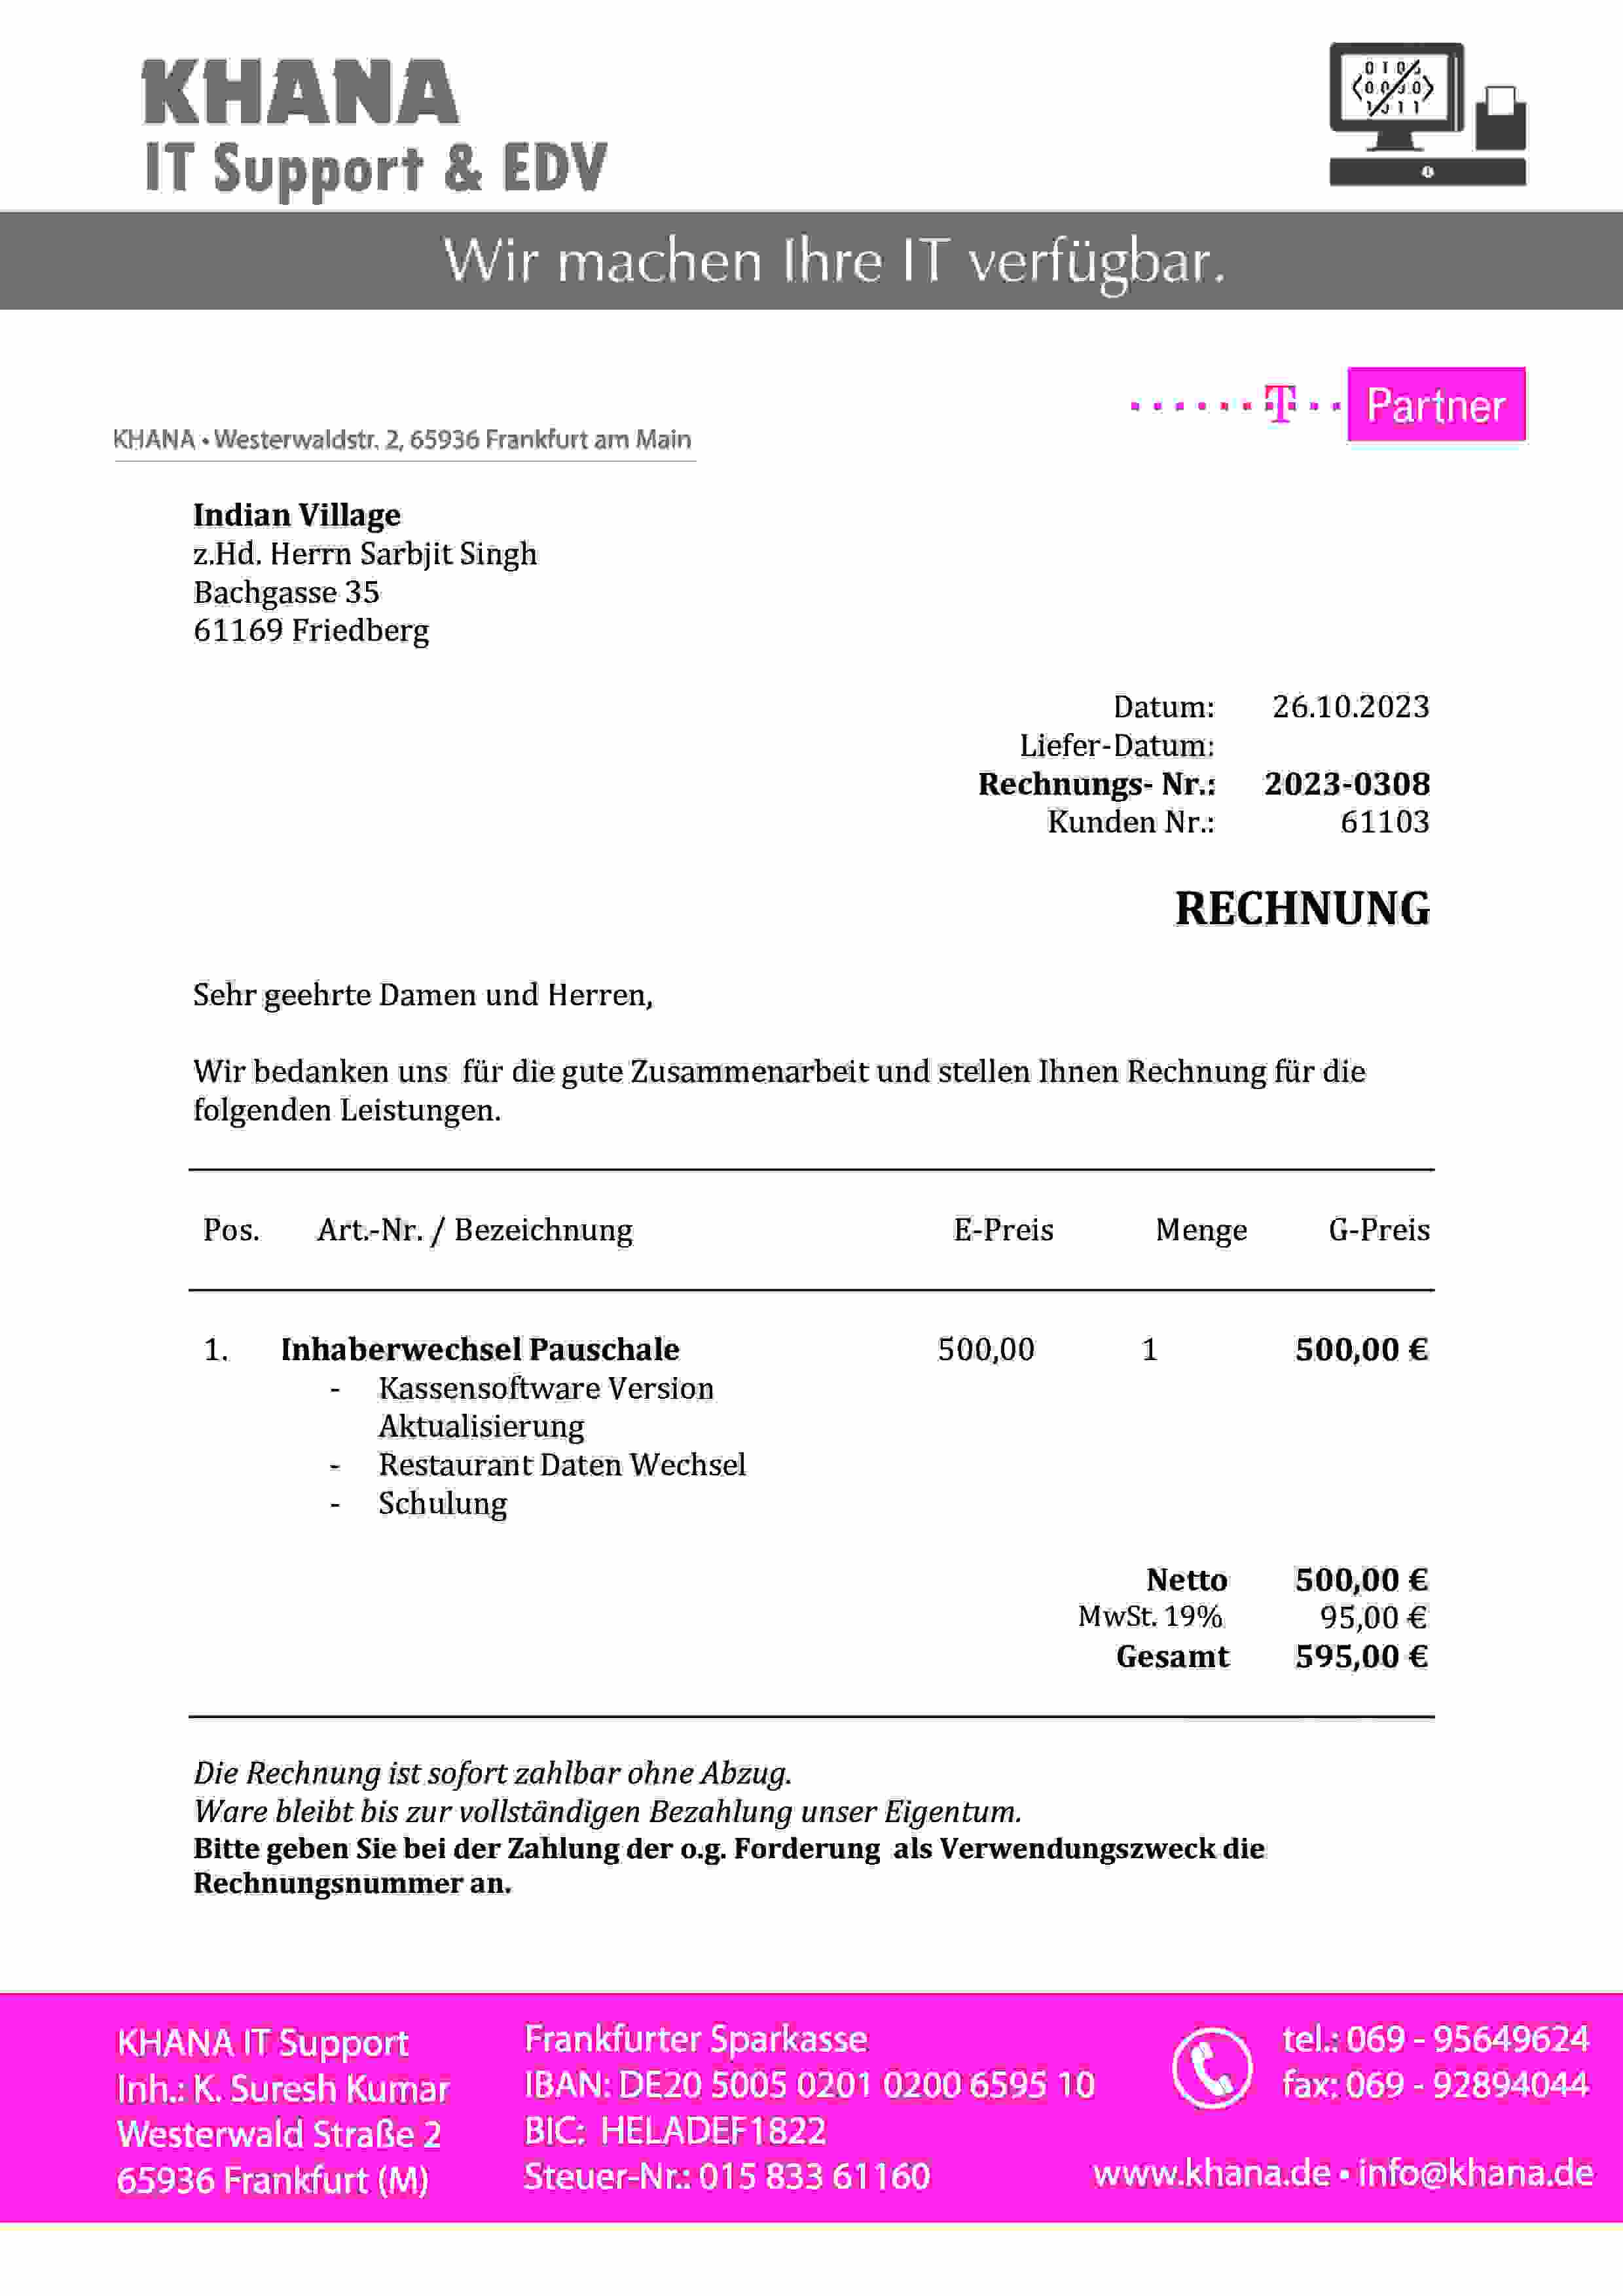 KHANA
IT Support & EDV
Wir machen Ihre IT verfügbar.
T Partner
KHANA • Westerwaldstr. 2, 65936 Frankfurt am Main
Indian Village
z.Hd. Herrn Sarbjit Singh
Bachgasse 35
61169 Friedberg
Datum: 26.10.2023
Liefer-Datum:
Rechnungs- Nr.: 2023-0308
Kunden Nr.: 61103
RECHNUNG
Sehr geehrte Damen und Herren,
Wir bedanken uns für die gute Zusammenarbeit und stellen Ihnen Rechnung für die
folgenden Leistungen.
Pos. Art.-Nr. / Bezeichnung E-Preis Menge G-Preis
1. Inhaberwechsel Pauschale 500,00 1 500,00 €
- Kassensoftware Version
Aktualisierung
- Restaurant Daten Wechsel
- Schulung
Netto 500,00 €
MwSt. 19% 95,00 €
Gesamt 595,00 €
Die Rechnung ist sofort zahlbar ohne Abzug.
Ware bleibt bis zur vollständigen Bezahlung unser Eigentum.
Bitte geben Sie bei der Zahlung der o.g. Forderung als Verwendungszweck die
Rechnungsnummer an.
KHANA IT Support
Inh.: K. Suresh Kumar
Westerwald Straße 2
65936 Frankfurt (M)
Frankfurter Sparkasse
IBAN: DE20 5005 0201 0200 6595 10
BIC: HELADEF1822
Steuer-Nr.: 015 833 61160
tel.: 069 - 95649624
fax: 069 - 92894044
www.khana.de • info@khana.de